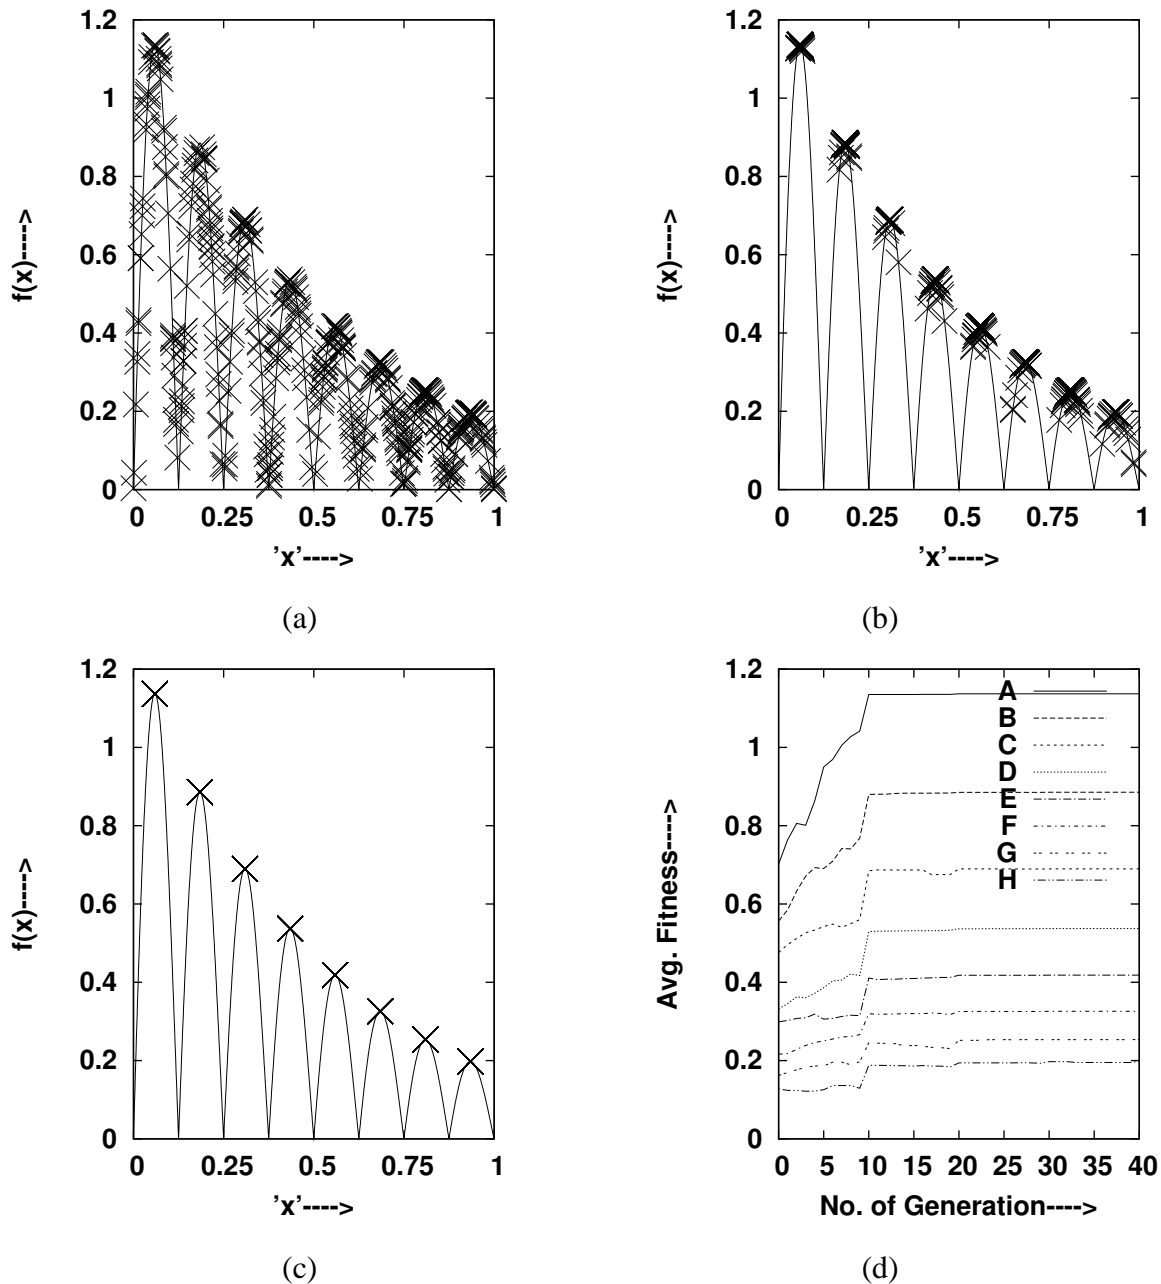 1.2
1
0.8
0.6
0.4
0.2
0
f(x)---->
0 0.25 0.5 0.75 1
’x’---->
(a)
1.2
1
0.8
0.6
0.4
0.2
0
f(x)---->
0 0.25 0.5 0.75 1
’x’---->
(b)
1.2
1
0.8
0.6
0.4
0.2
0
f(x)---->
0 0.25 0.5 0.75 1
’x’---->
(c)
1.2
1
0.8
0.6
0.4
0.2
0
Avg. Fitness---->
A
B
C
D
E
F
G
H
0 5 10 15 20 25 30 35 40
No. of Generation---->
(d)